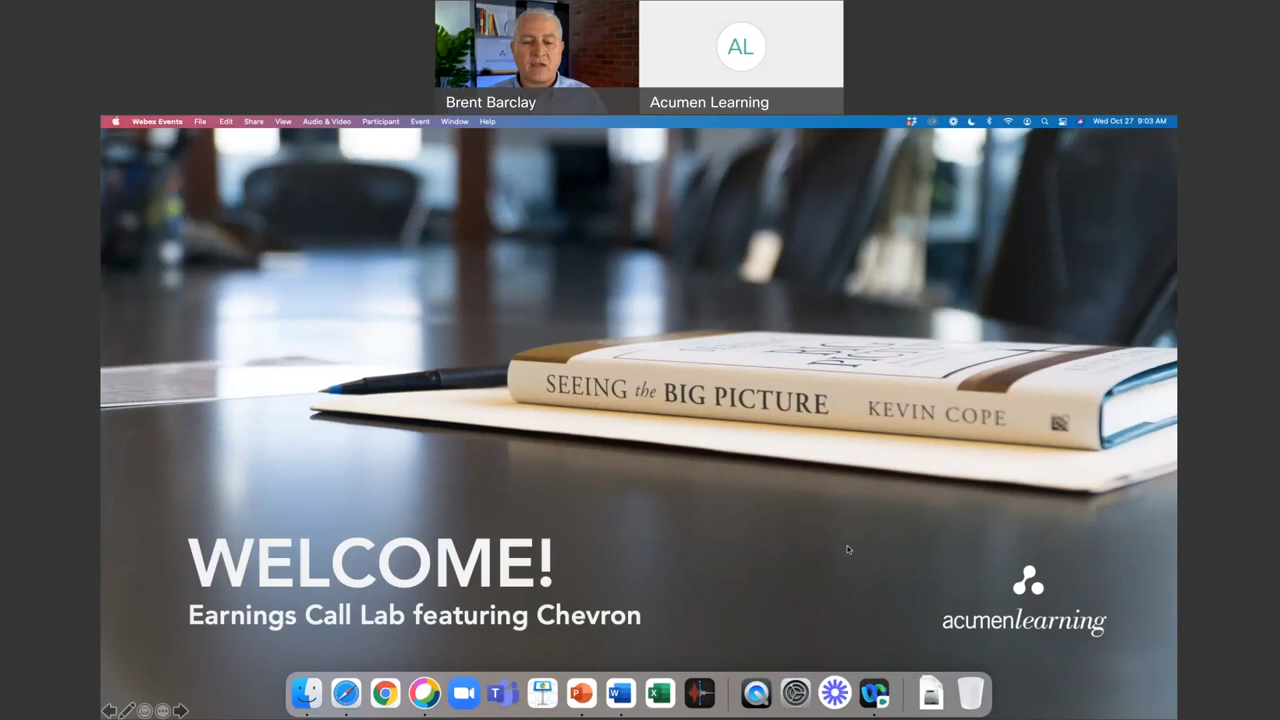 AL
Brent Barclay
Acumen Learning
Webex Events File Edit Share View Audio & Video Participant Event Window Help
Wed Oct 27 9:03 AM
SEEING the BIG PICTURE KEVIN COPE
WELCOME!
Earnings Call Lab featuring Chevron
acumenlearning